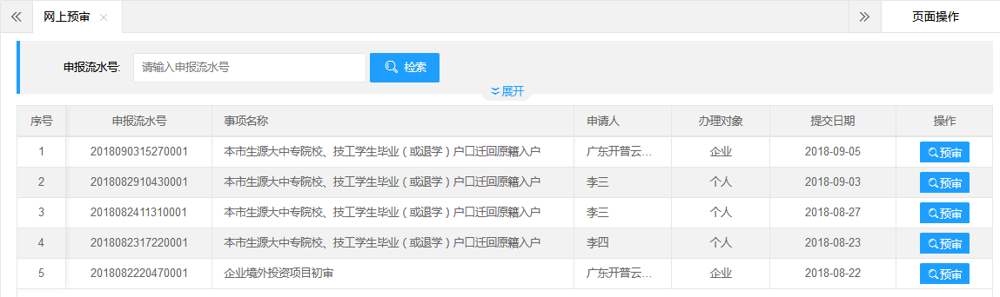 网上预审 页面操作
申报流水号: 请输入申报流水号 检索
展开
序号 申报流水号 事项名称 申请人 办理对象 提交日期 操作
1 2018090315270001 本市生源大中专院校、技工学生毕业（或退学）户口迁回原籍入户 广东开普云... 企业 2018-09-05 预审
2 2018082910430001 本市生源大中专院校、技工学生毕业（或退学）户口迁回原籍入户 李三 个人 2018-09-03 预审
3 2018082411310001 本市生源大中专院校、技工学生毕业（或退学）户口迁回原籍入户 李三 个人 2018-08-27 预审
4 2018082317220001 本市生源大中专院校、技工学生毕业（或退学）户口迁回原籍入户 李四 个人 2018-08-23 预审
5 2018082220470001 企业境外投资项目初审 广东开普云... 企业 2018-08-22 预审